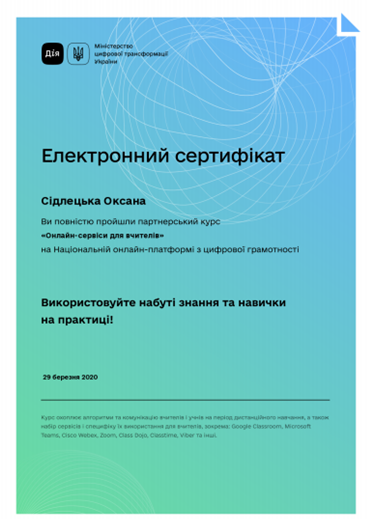 Дія
Міністерство
цифрової трансформації
України
Електронний сертифікат
Сідлецька Оксана
Ви повністю пройшли партнерський курс
«Онлайн-сервіси для вчителів»
на Національній онлайн-платформі з цифрової грамотності
Використовуйте набуті знання та навички
на практиці!
29 березня 2020
Курс охоплює алгоритми та комунікацію вчителів і учнів на період дистанційного навчання, а також
набір сервісів і специфіку їх використання для вчителів, зокрема: Google Classroom, Microsoft
Teams, Cisco Webex, Zoom, Class Dojo, Classtime, Viber та інші.